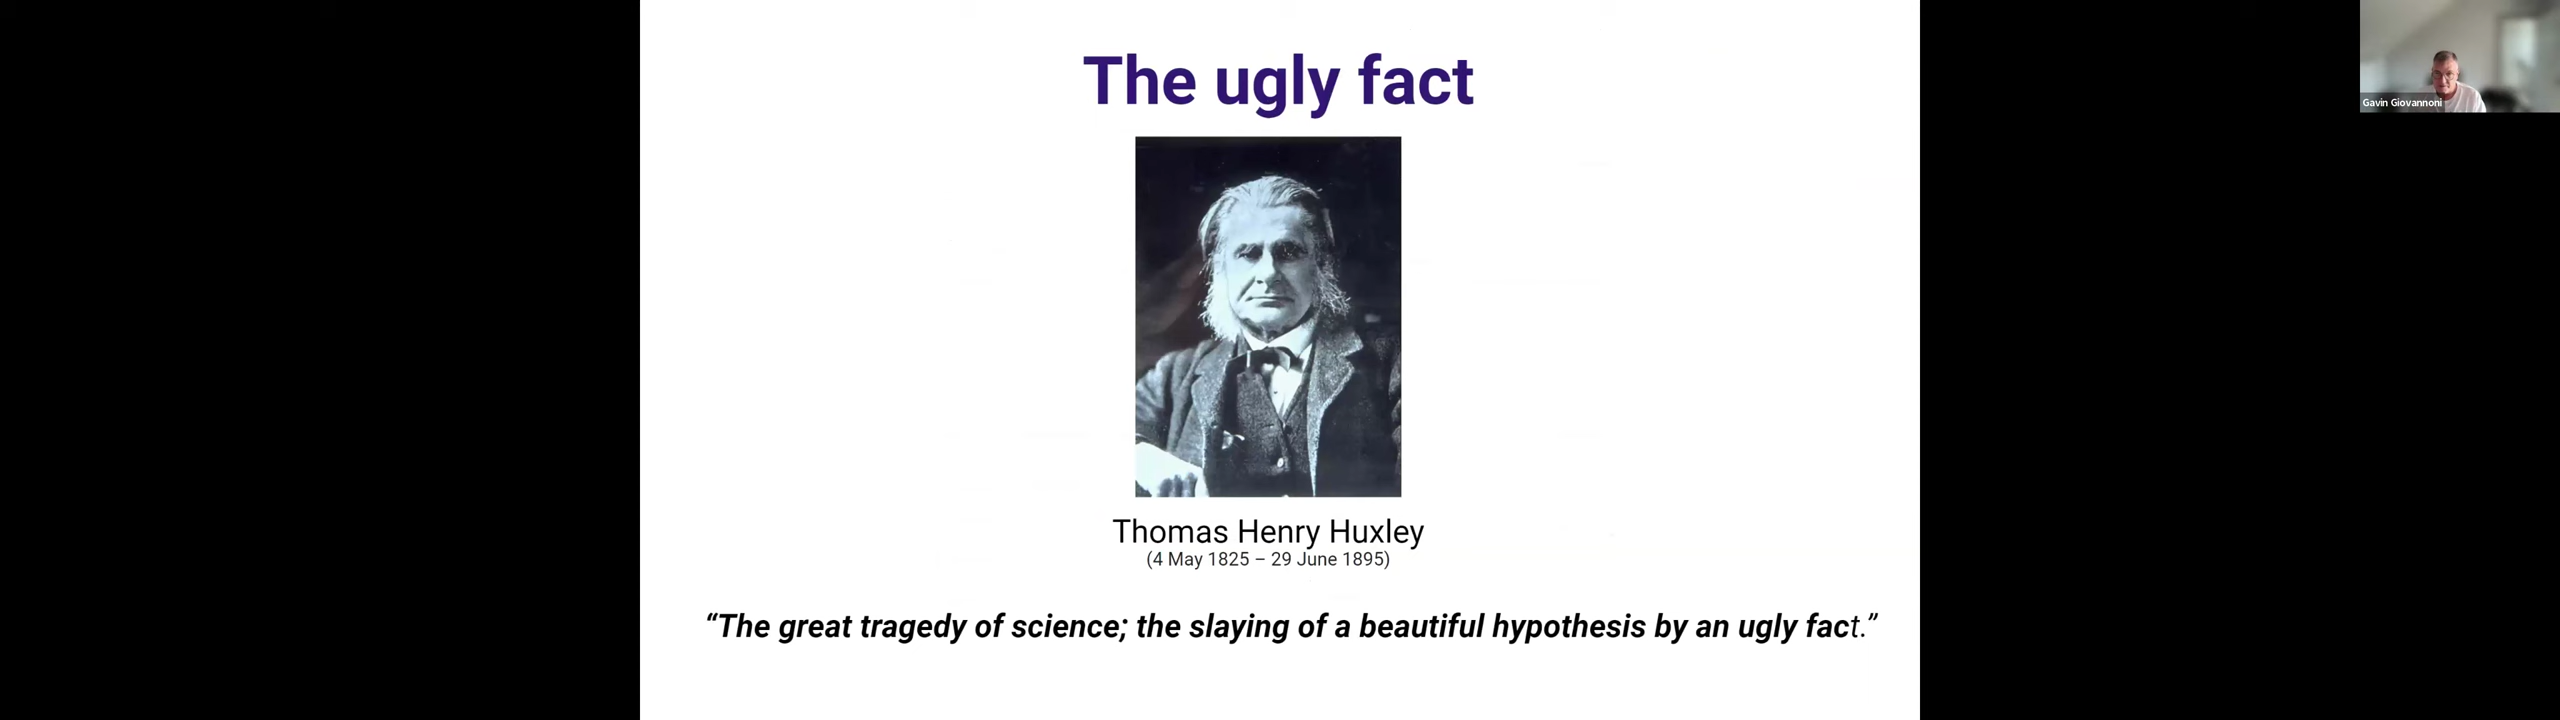 The ugly fact
Gavin Giovannoni
Thomas Henry Huxley
(4 May 1825 – 29 June 1895)
“The great tragedy of science; the slaying of a beautiful hypothesis by an ugly fact.”